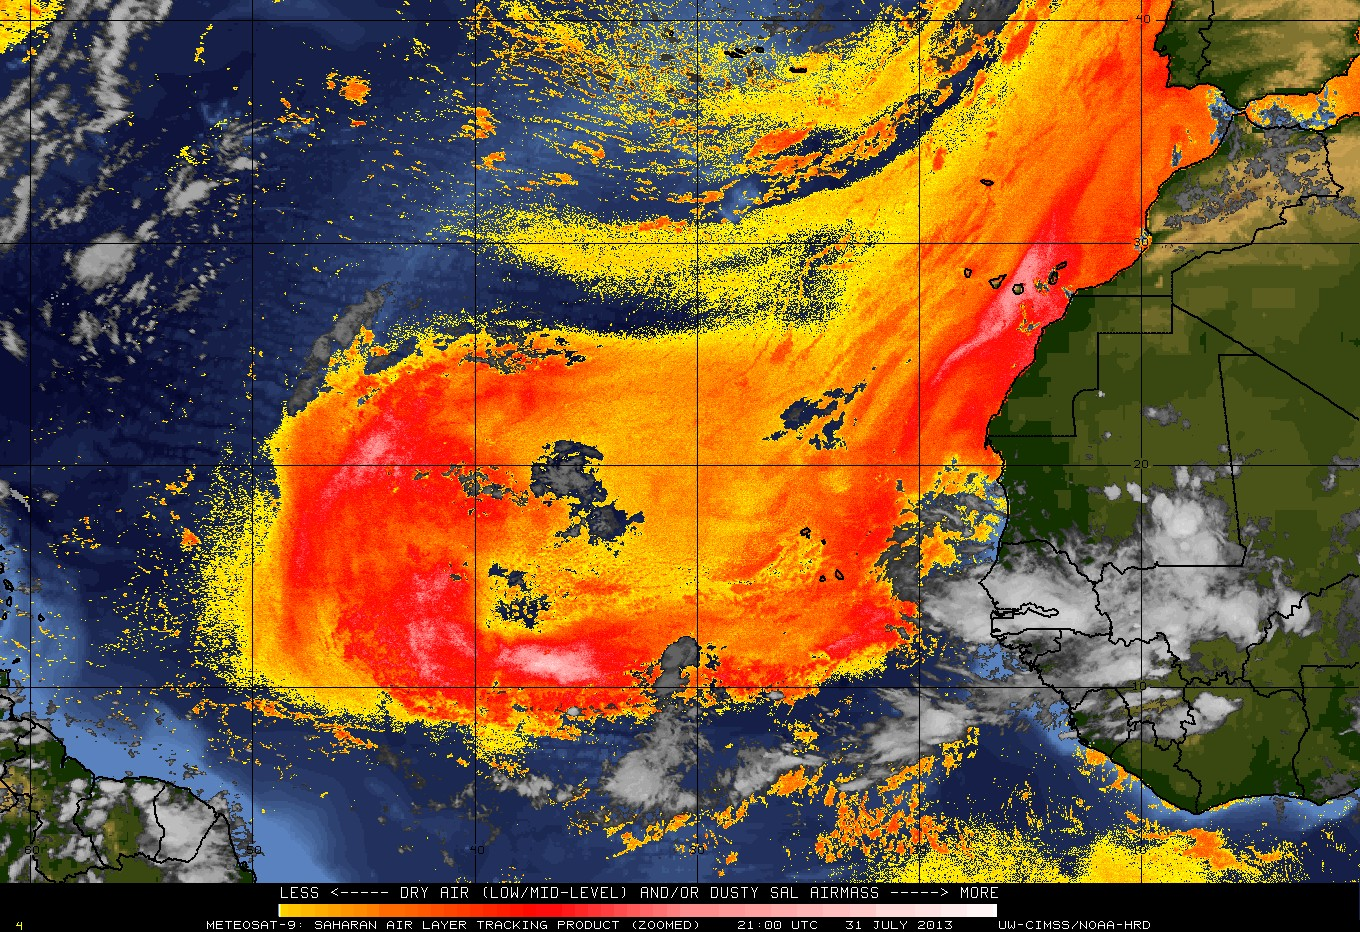 40
30
20
10
60 50 40 30
LESS <----- DRY AIR (LOW/MID-LEVEL) AND/OR DUSTY SAL AIRMASS -----> MORE
4 METEOSAT-9: SAHARAN AIR LAYER TRACKING PRODUCT (ZOOMED) 21:00 UTC 31 JULY 2013 UW-CIMSS/NOAA-HRD